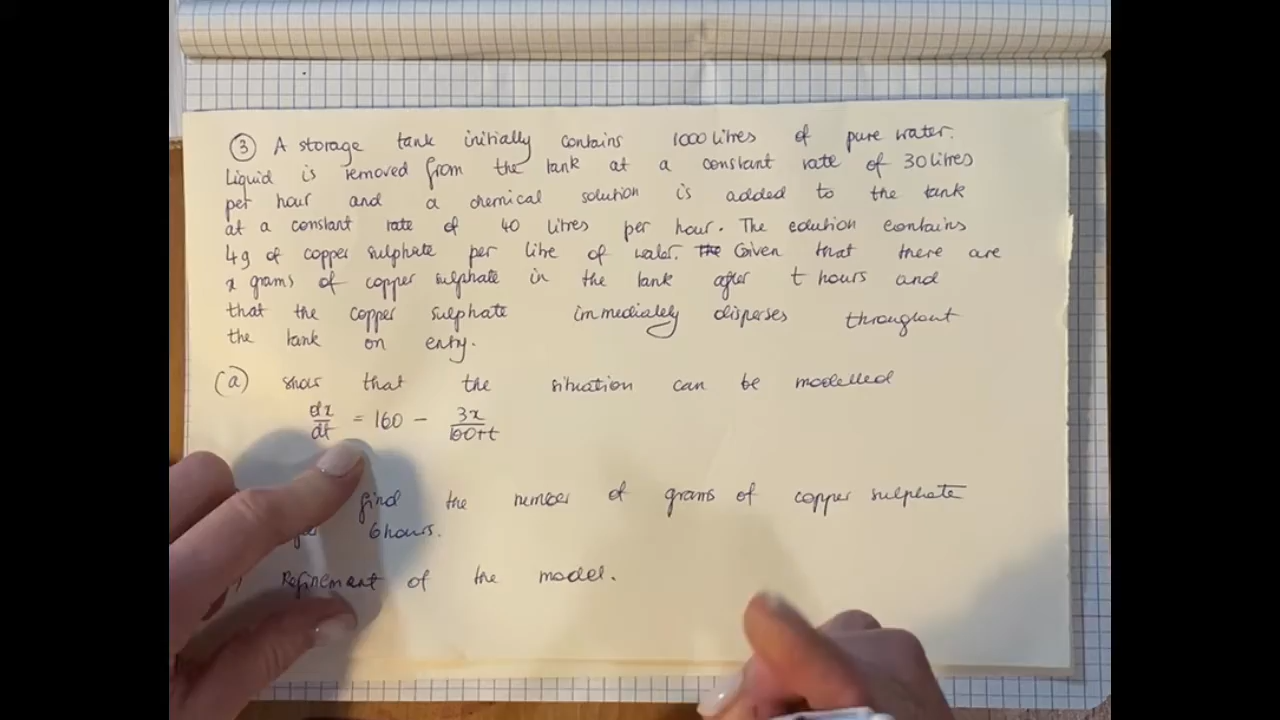 ③ A storage tank initially contains 1000 litres of pure water.
Liquid is removed from the tank at a constant rate of 30 litres
per hour and a chemical solution is added to the tank
at a constant rate of 40 litres per hour. The solution contains
4g of copper sulphate per litre of water. Given that there are
x grams of copper sulphate in the tank after t hours and
that the copper sulphate immediately disperses throughout
the tank on entry.
(a) show that the situation can be modelled
dx/dt = 160 - 3x/100+t
find the number of grams of copper sulphate
6 hours.
Refinement of the model.